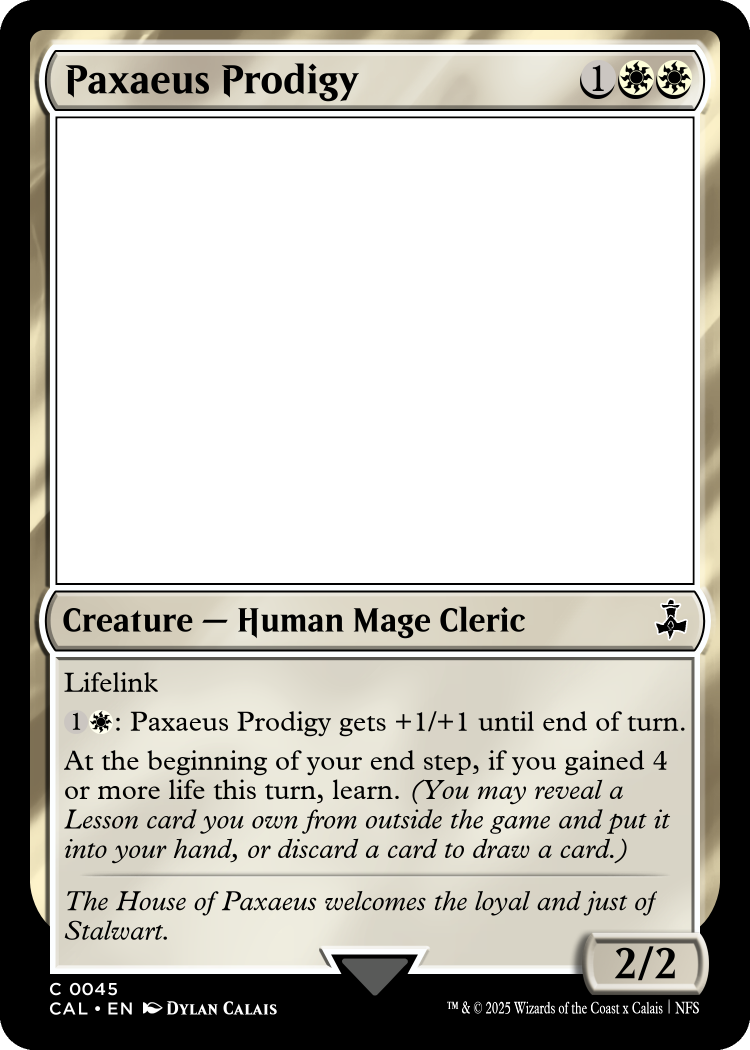 Paxaeus Prodigy 1
Creature — Human Mage Cleric
Lifelink
1 : Paxaeus Prodigy gets +1/+1 until end of turn.
At the beginning of your end step, if you gained 4
or more life this turn, learn. (You may reveal a
Lesson card you own from outside the game and put it
into your hand, or discard a card to draw a card.)
The House of Paxaeus welcomes the loyal and just of
Stalwart.
2/2
C 0045
CAL • EN DYLAN CALAIS
™ & © 2025 Wizards of the Coast x Calais | NFS